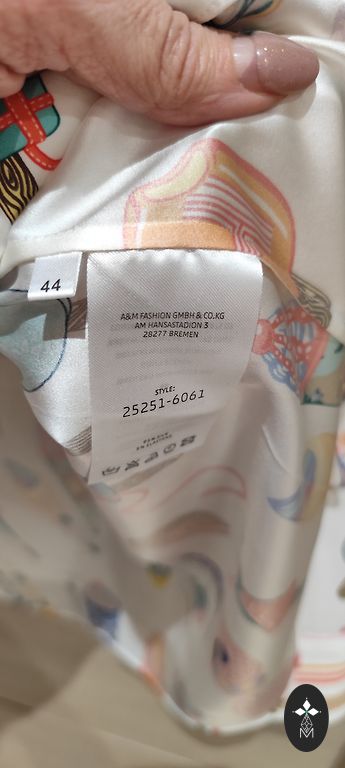 44
A&M FASHION GMBH & CO.KG
AM HANSASTADION 3
28277 BREMEN
STYLE:
25251-6061
M